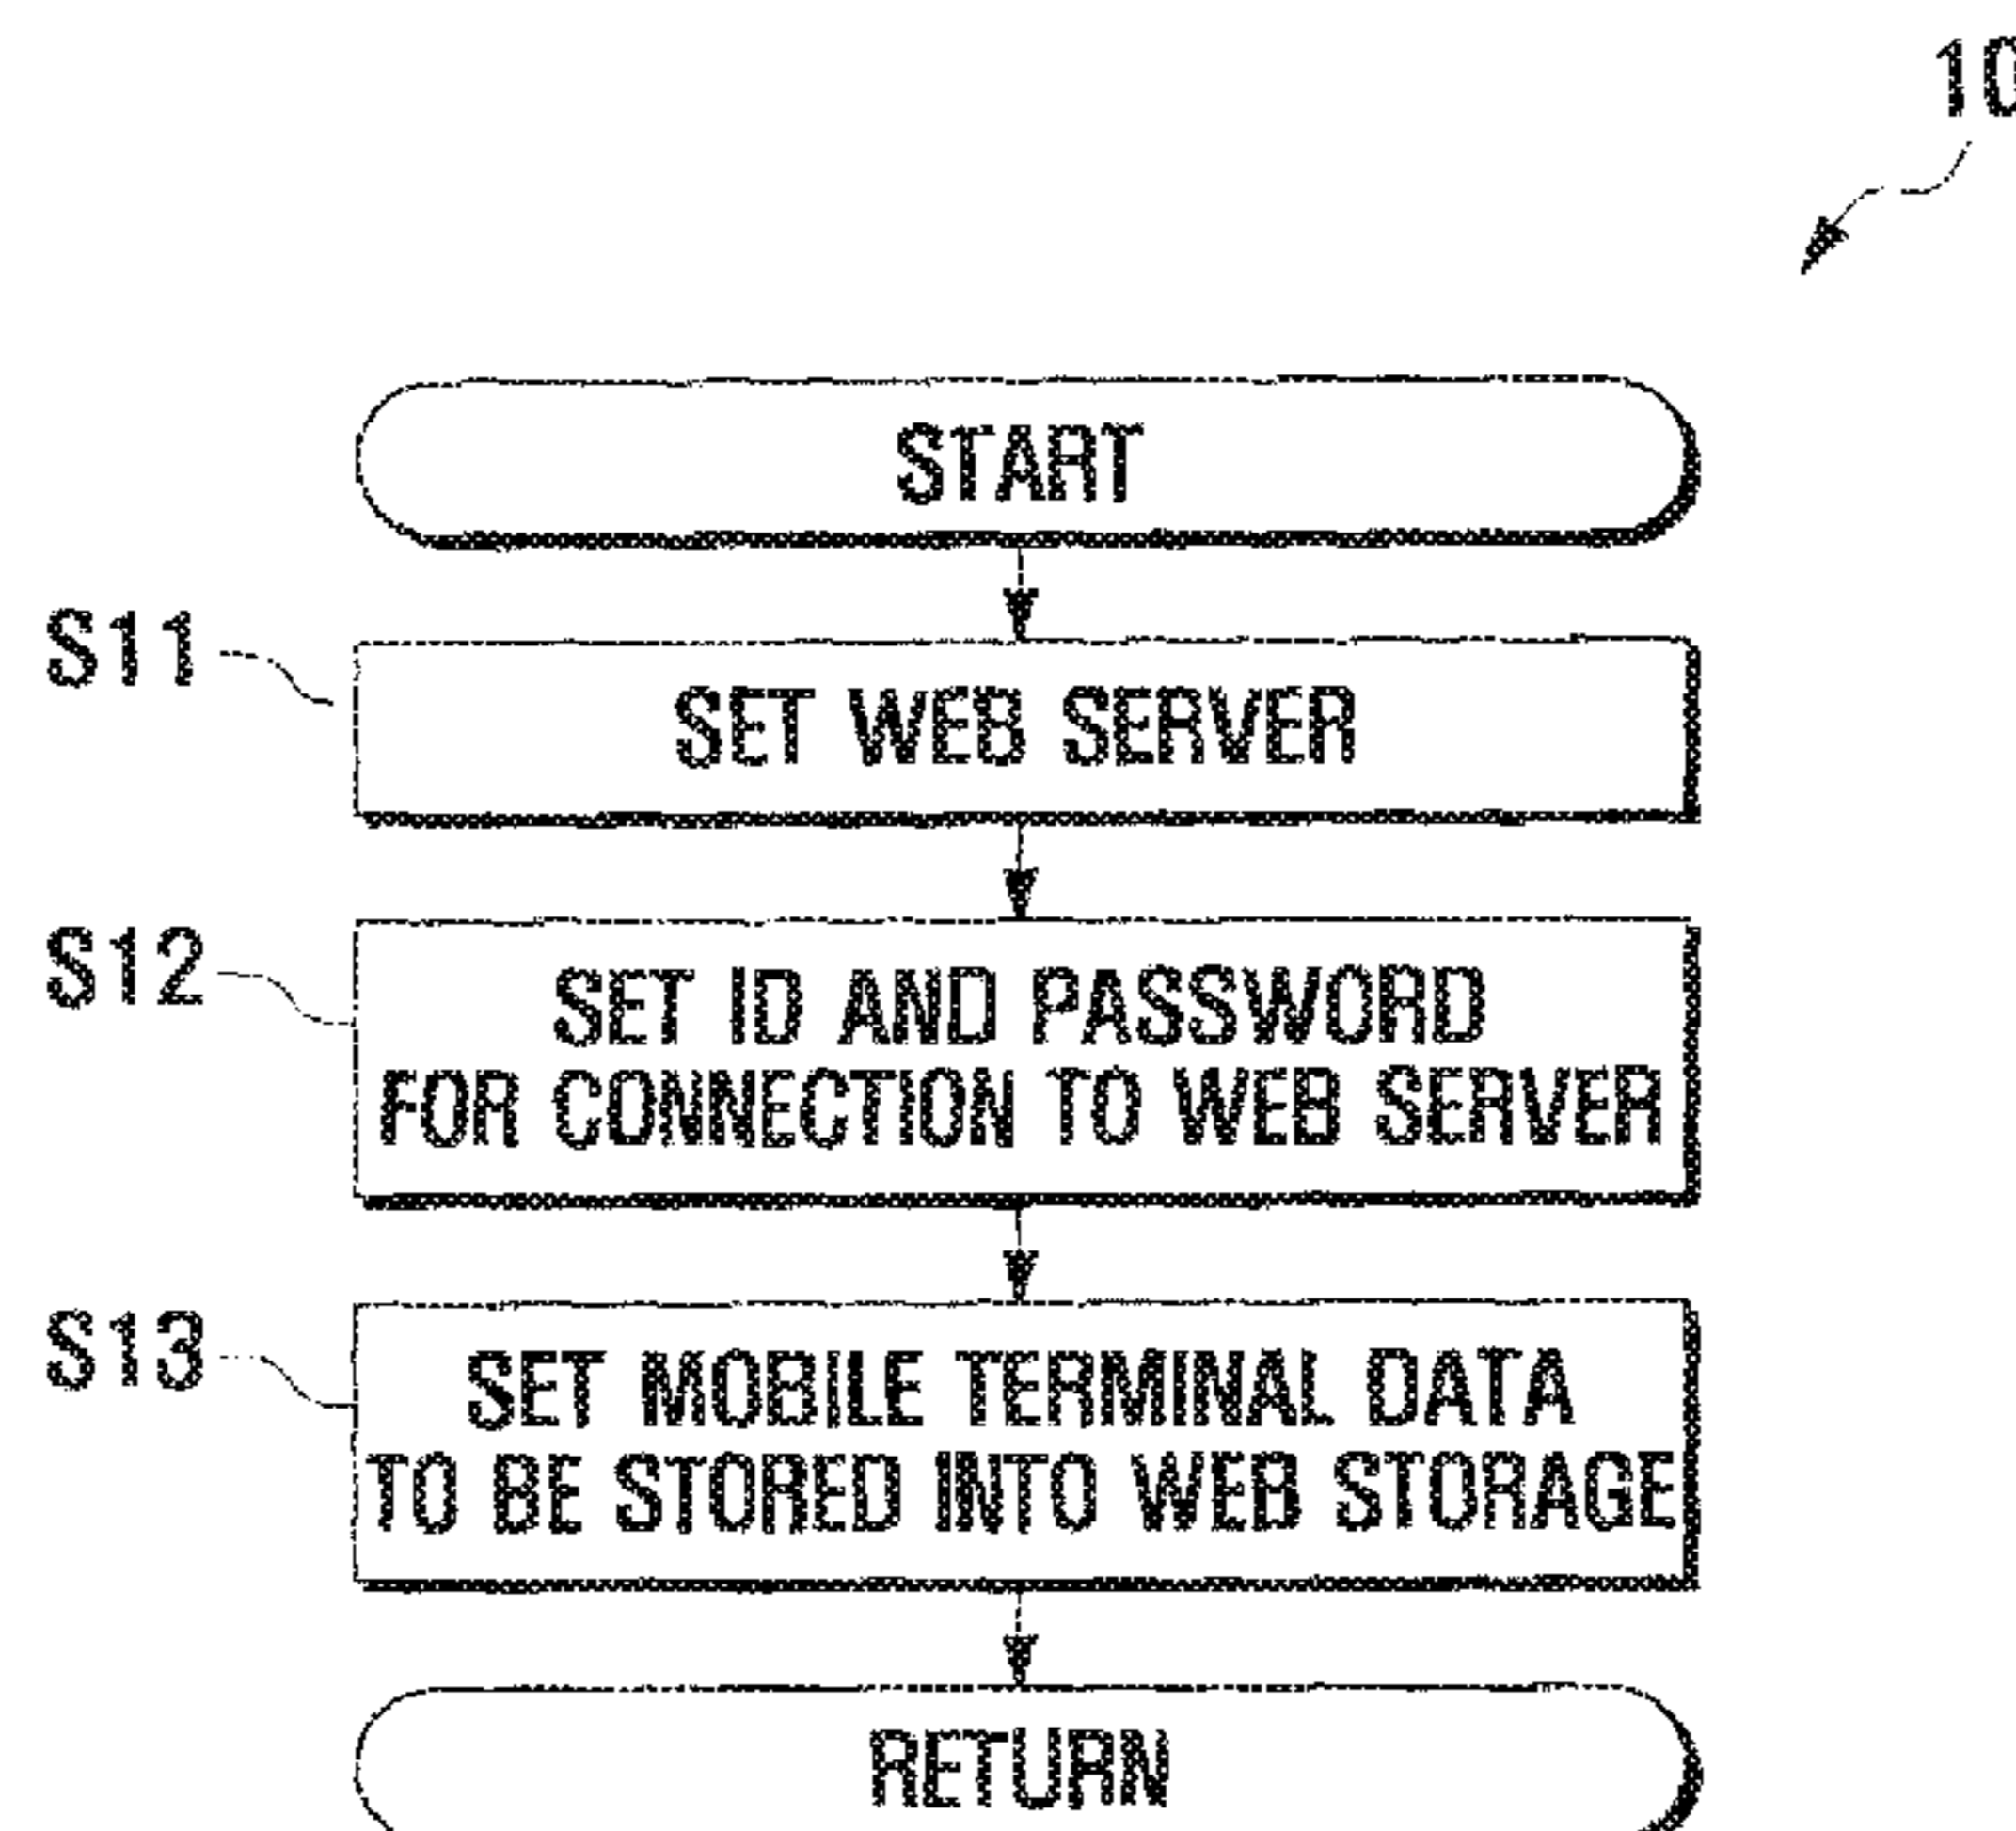 10
START
S11
SET WEB SERVER
S12
SET ID AND PASSWORD
FOR CONNECTION TO WEB SERVER
S13
SET MOBILE TERMINAL DATA
TO BE STORED INTO WEB STORAGE
RETURN